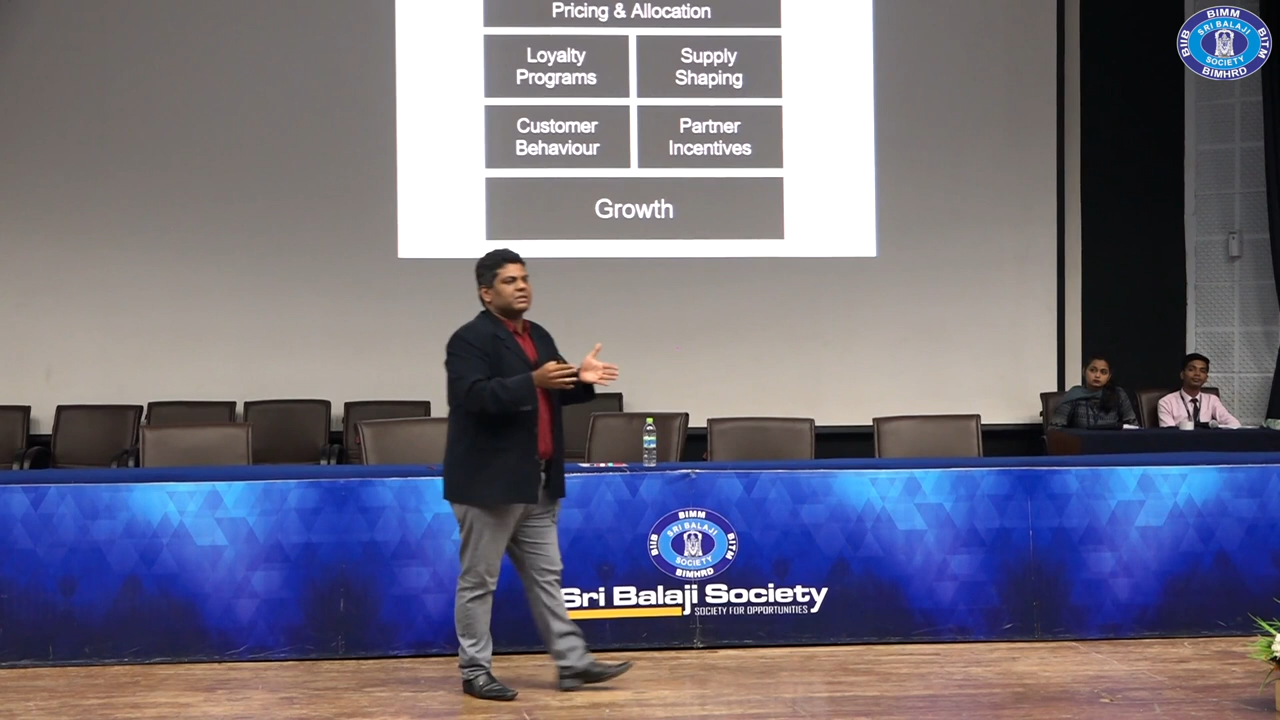 Pricing & Allocation
Loyalty
Programs
Supply
Shaping
Customer
Behaviour
Partner
Incentives
Growth
BIMM
BIIB
SRI BALAJI
SOCIETY
BITM
BIMHRD
BIMM
BIIB
SRI BALAJI
SOCIETY
BITM
BIMHRD
Sri Balaji Society
SOCIETY FOR OPPORTUNITIES